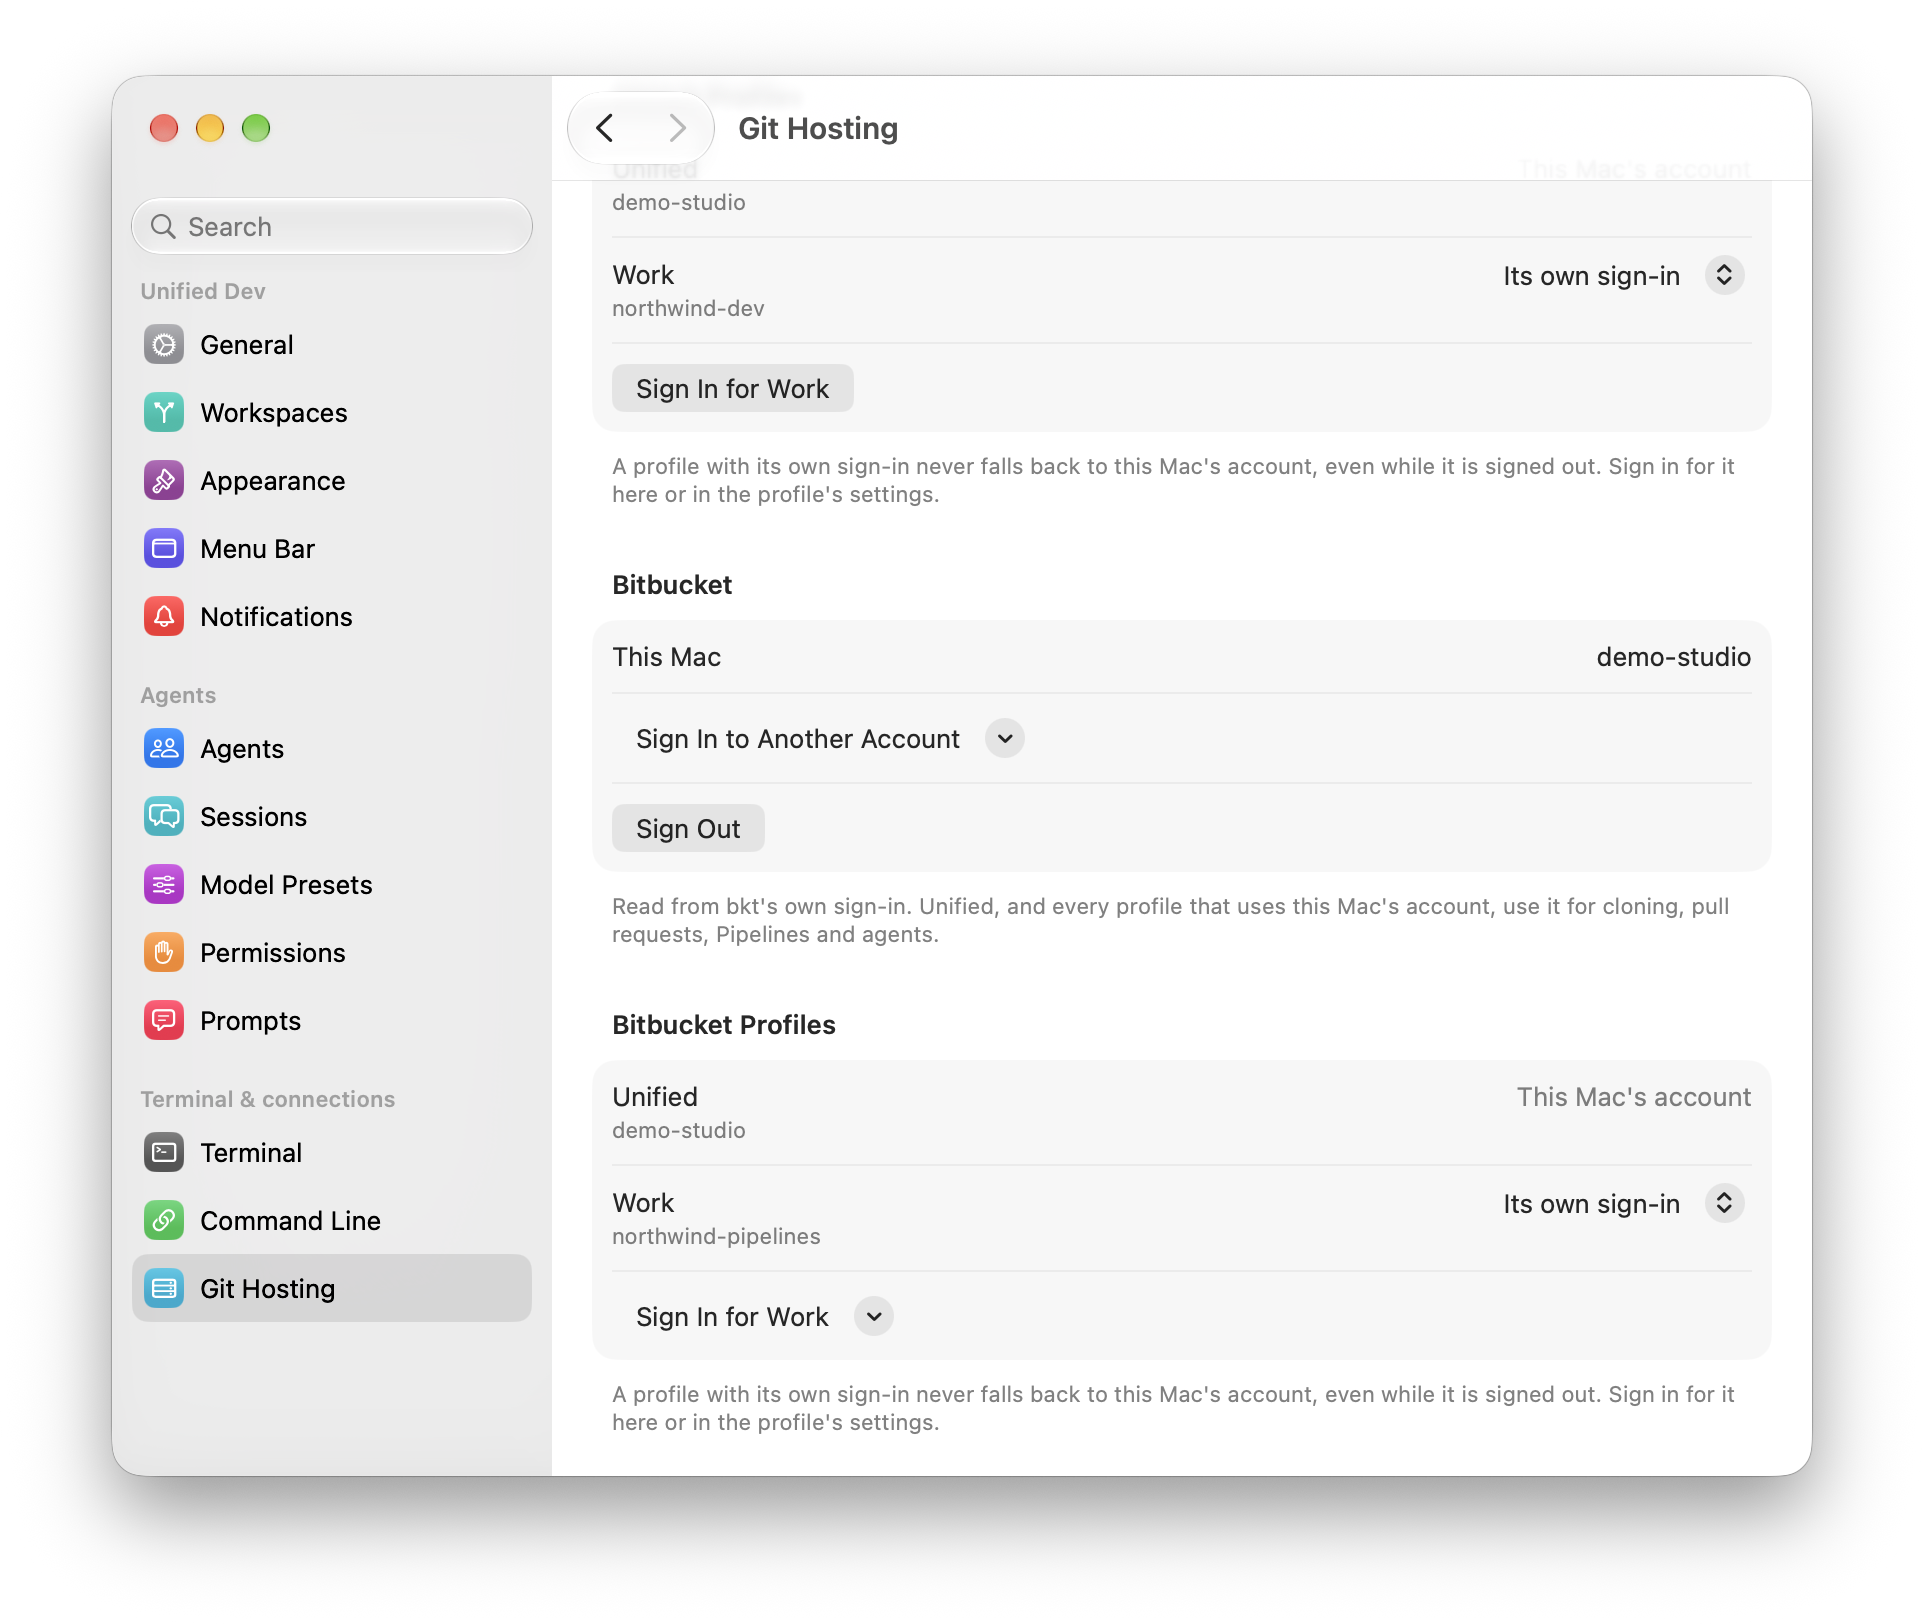 Git Hosting
Search
Unified Dev
General
Workspaces
Appearance
Menu Bar
Notifications
Agents
Agents
Sessions
Model Presets
Permissions
Prompts
Terminal & connections
Terminal
Command Line
Git Hosting
Unified
This Mac's account
demo-studio
Work
Its own sign-in
northwind-dev
Sign In for Work
A profile with its own sign-in never falls back to this Mac's account, even while it is signed out. Sign in for it
here or in the profile's settings.
Bitbucket
This Mac
demo-studio
Sign In to Another Account
Sign Out
Read from bkt's own sign-in. Unified, and every profile that uses this Mac's account, use it for cloning, pull
requests, Pipelines and agents.
Bitbucket Profiles
Unified
This Mac's account
demo-studio
Work
Its own sign-in
northwind-pipelines
Sign In for Work
A profile with its own sign-in never falls back to this Mac's account, even while it is signed out. Sign in for it
here or in the profile's settings.